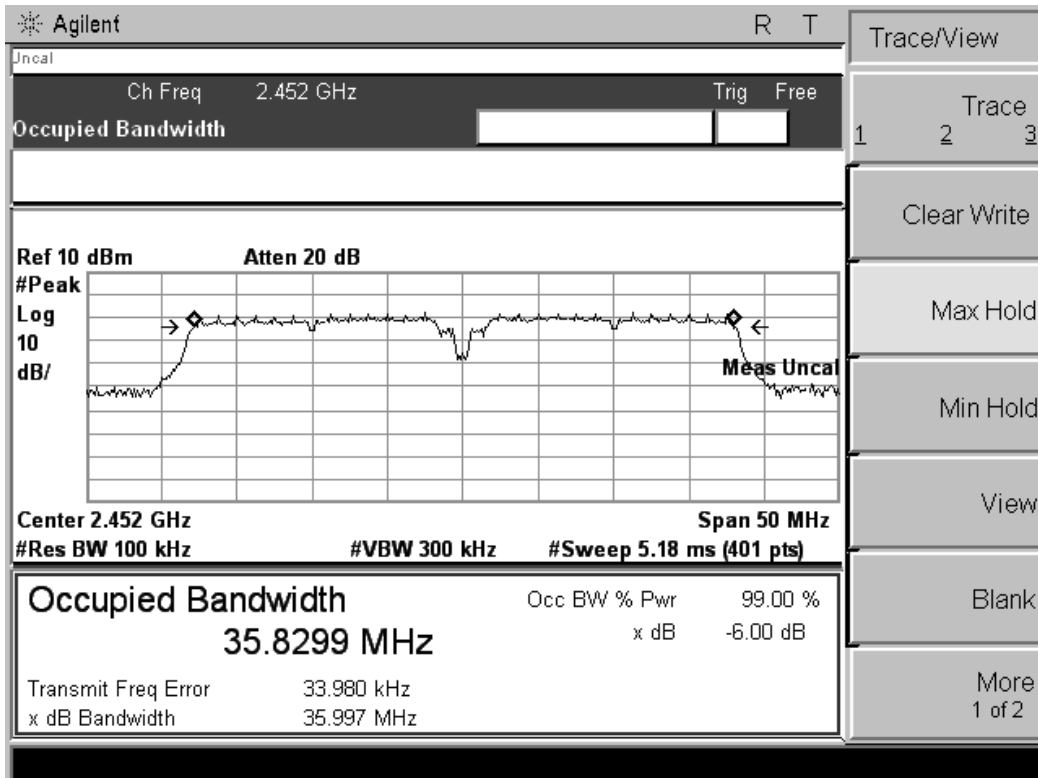 Agilent R T
Uncal
Ch Freq 2.452 GHz Trig Free
Occupied Bandwidth
Ref 10 dBm Atten 20 dB
#Peak
Log
10
dB/
Meas Uncal
Center 2.452 GHz Span 50 MHz
#Res BW 100 kHz #VBW 300 kHz #Sweep 5.18 ms (401 pts)
Occupied Bandwidth
35.8299 MHz
Occ BW % Pwr 99.00 %
x dB -6.00 dB
Transmit Freq Error 33.980 kHz
x dB Bandwidth 35.997 MHz
Trace/View
Trace
1 2 3
Clear Write
Max Hold
Min Hold
View
Blank
More
1 of 2